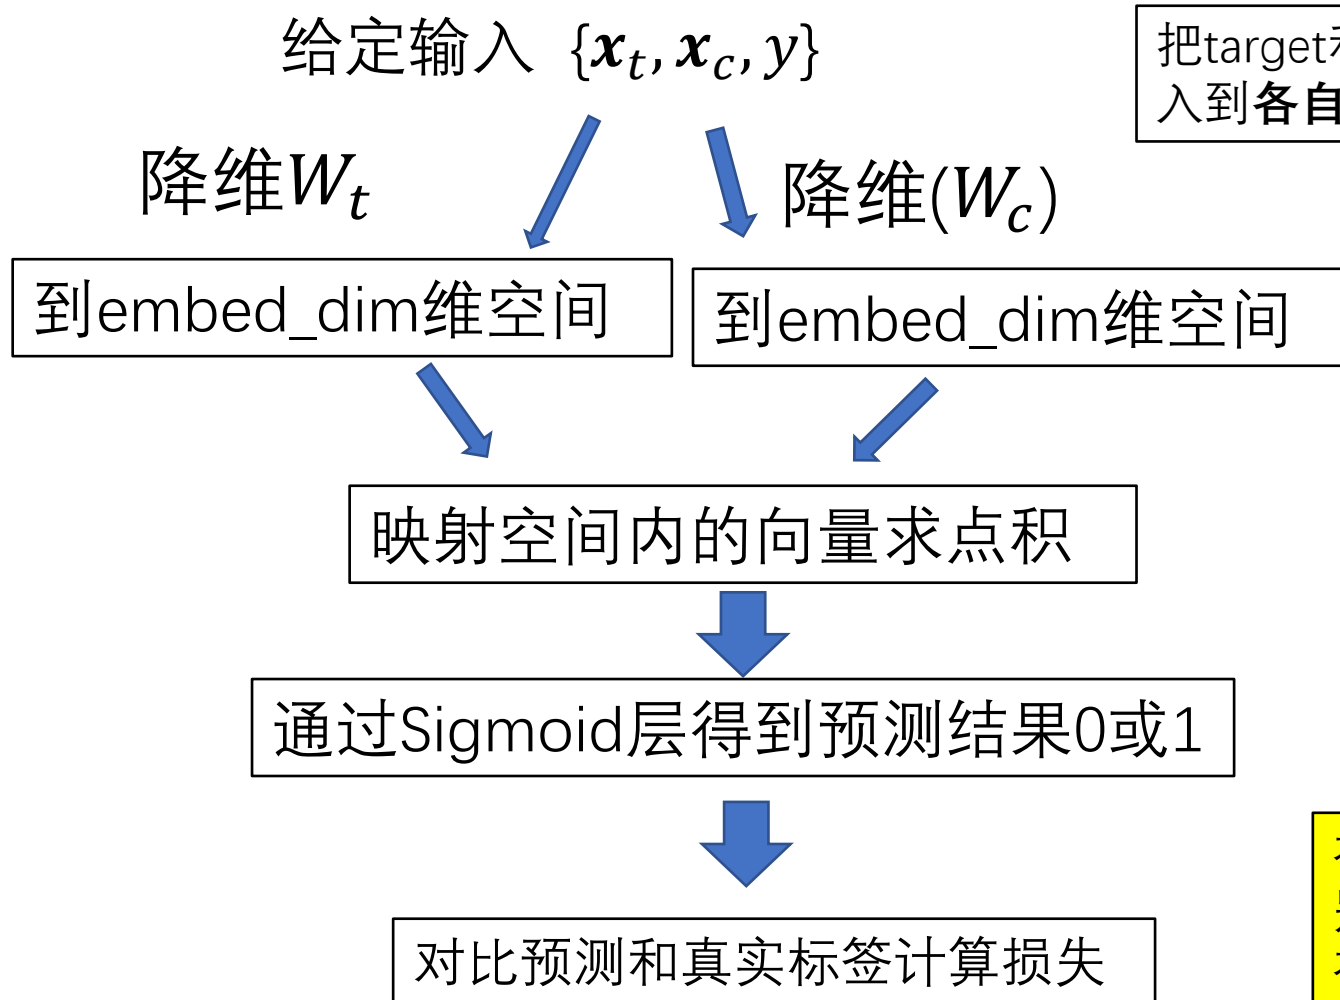 给定输入 {x_t, x_c, y}
把target
入到各自
降维W_t
降维(W_c)
到embed_dim维空间
到embed_dim维空间
映射空间内的向量求点积
通过Sigmoid层得到预测结果0或1
对比预测和真实标签计算损失